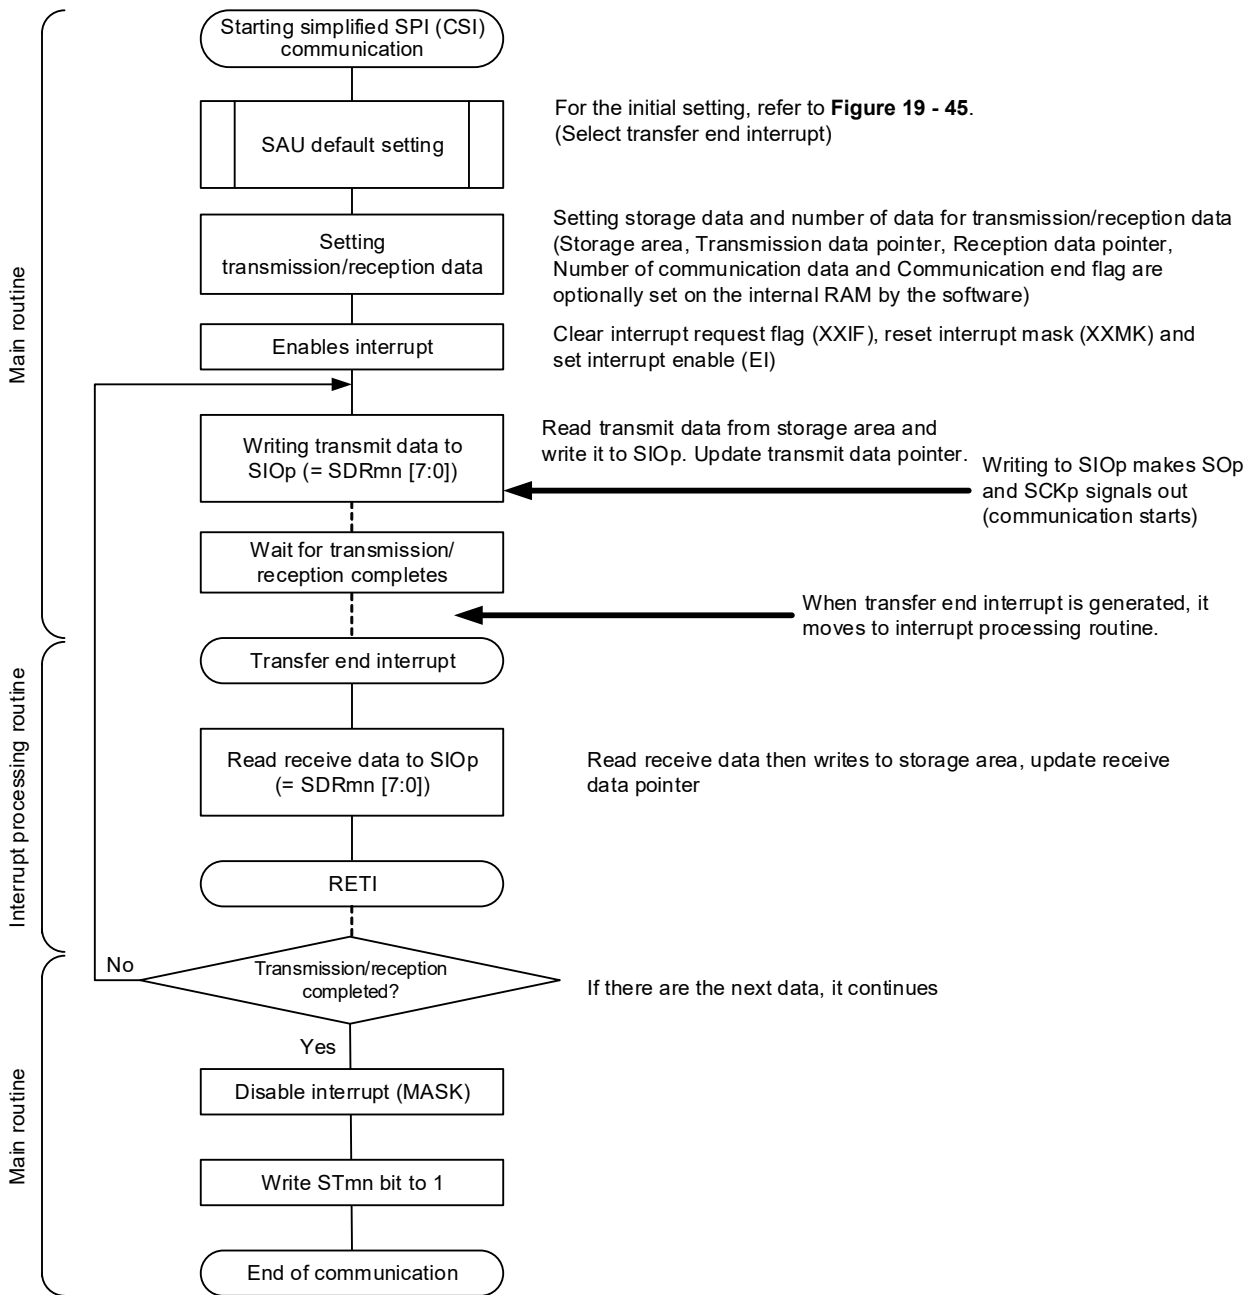 Starting simplified SPI (CSI)
communication
SAU default setting
For the initial setting, refer to Figure 19 - 45.
(Select transfer end interrupt)
Setting
transmission/reception data
Setting storage data and number of data for transmission/reception data
(Storage area, Transmission data pointer, Reception data pointer,
Number of communication data and Communication end flag are
optionally set on the internal RAM by the software)
Main routine
Enables interrupt
Clear interrupt request flag (XXIF), reset interrupt mask (XXMK) and
set interrupt enable (EI)
Writing transmit data to
SIOp (= SDRmn [7:0])
Read transmit data from storage area and
write it to SIOp. Update transmit data pointer.
Writing to SIOp makes SOp
and SCKp signals out
(communication starts)
Wait for transmission/
reception completes
When transfer end interrupt is generated, it
moves to interrupt processing routine.
Transfer end interrupt
Interrupt processing routine
Read receive data to SIOp
(= SDRmn [7:0])
Read receive data then writes to storage area, update receive
data pointer
RETI
No
Transmission/reception
completed?
If there are the next data, it continues
Yes
Main routine
Disable interrupt (MASK)
Write STmn bit to 1
End of communication